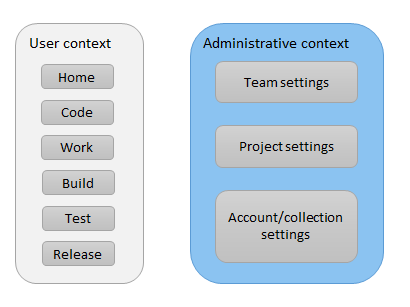 User context
Home
Code
Work
Build
Test
Release
Administrative context
Team settings
Project settings
Account/collection
settings